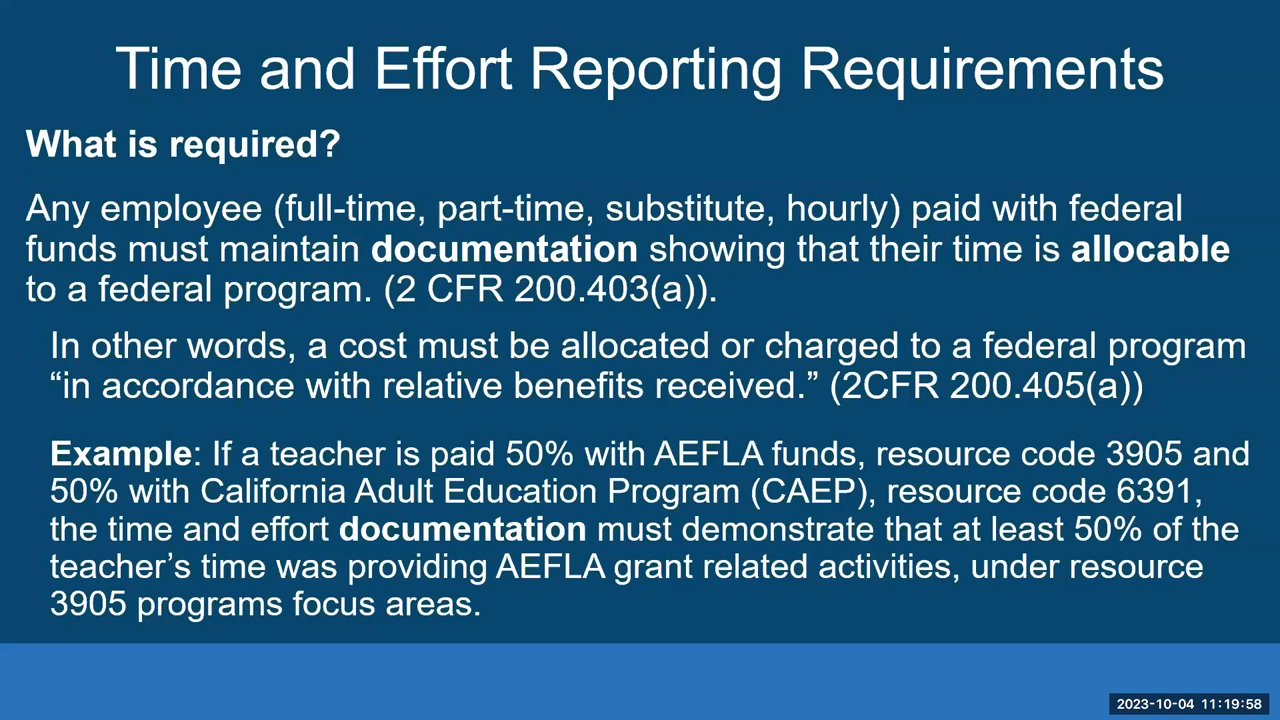 Time and Effort Reporting Requirements
What is required?
Any employee (full-time, part-time, substitute, hourly) paid with federal
funds must maintain documentation showing that their time is allocable
to a federal program. (2 CFR 200.403(a)).
In other words, a cost must be allocated or charged to a federal program
“in accordance with relative benefits received.” (2CFR 200.405(a))
Example: If a teacher is paid 50% with AEFLA funds, resource code 3905 and
50% with California Adult Education Program (CAEP), resource code 6391,
the time and effort documentation must demonstrate that at least 50% of the
teacher’s time was providing AEFLA grant related activities, under resource
3905 programs focus areas.
2023-10-04 11:19:58